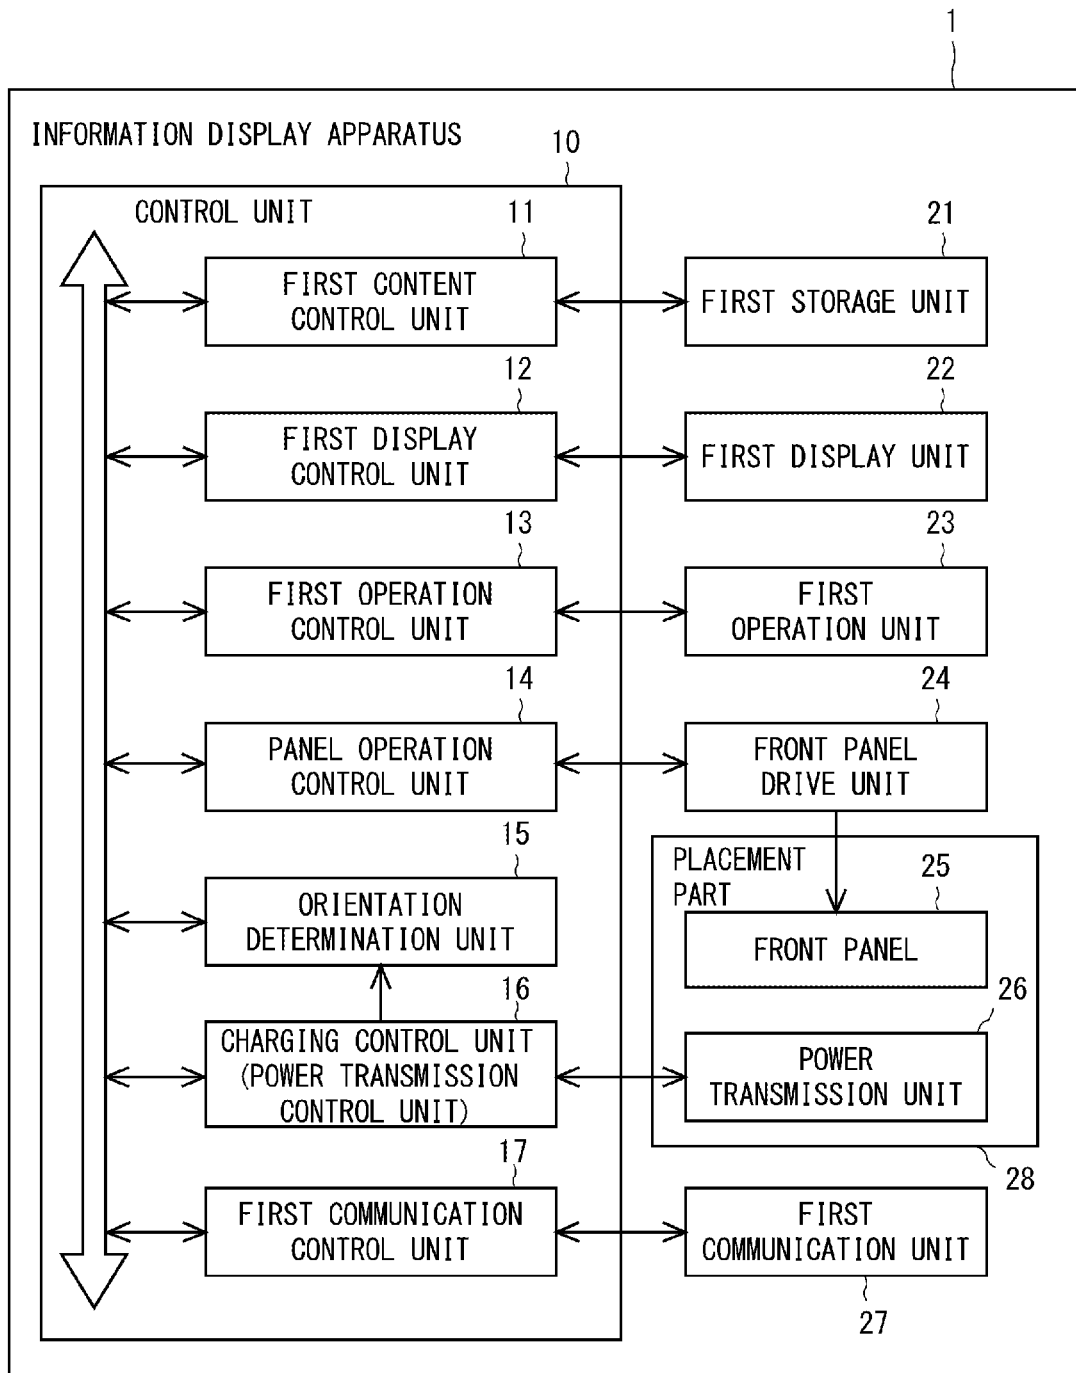 1
INFORMATION DISPLAY APPARATUS
10
CONTROL UNIT
11
21
FIRST CONTENT
CONTROL UNIT
FIRST STORAGE UNIT
12
22
FIRST DISPLAY
CONTROL UNIT
FIRST DISPLAY UNIT
13
23
FIRST OPERATION
CONTROL UNIT
FIRST
OPERATION UNIT
14
24
PANEL OPERATION
CONTROL UNIT
FRONT PANEL
DRIVE UNIT
15
PLACEMENT
PART
25
ORIENTATION
DETERMINATION UNIT
FRONT PANEL
16
26
CHARGING CONTROL UNIT
(POWER TRANSMISSION
CONTROL UNIT)
POWER
TRANSMISSION UNIT
17
28
FIRST COMMUNICATION
CONTROL UNIT
FIRST
COMMUNICATION UNIT
27